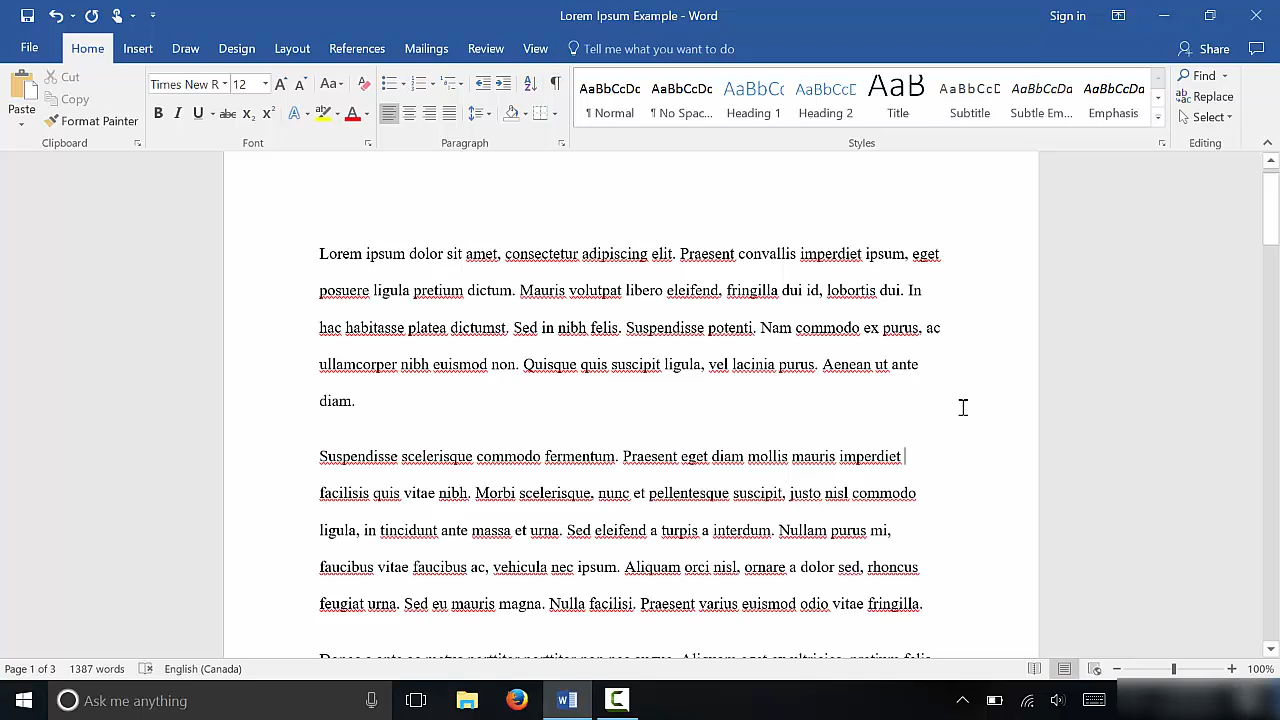 Lorem Ipsum Example - Word
Sign in
File Home Insert Draw Design Layout References Mailings Review View Tell me what you want to do Share
Paste
Cut
Copy
Format Painter
Clipboard
Times New R 12 Aa
B I U abc X₂ X² A A
Font
Paragraph
AaBbCcDc AaBbCcDc AaBbCc AaBbCcD AaB AaBbCcD AaBbCcDa AaBbCcDa
¶ Normal ¶ No Spac... Heading 1 Heading 2 Title Subtitle Subtle Em... Emphasis
Styles
Find
Replace
Select
Editing
Lorem ipsum dolor sit amet, consectetur adipiscing elit. Praesent convallis imperdiet ipsum, eget
posuere ligula pretium dictum. Mauris volutpat libero eleifend, fringilla dui id, lobortis dui. In
hac habitasse platea dictumst. Sed in nibh felis. Suspendisse potenti. Nam commodo ex purus, ac
ullamcorper nibh euismod non. Quisque quis suscipit ligula, vel lacinia purus. Aenean ut ante
diam.
Suspendisse scelerisque commodo fermentum. Praesent eget diam mollis mauris imperdiet
facilisis quis vitae nibh. Morbi scelerisque, nunc et pellentesque suscipit, justo nisl commodo
ligula, in tincidunt ante massa et urna. Sed eleifend a turpis a interdum. Nullam purus mi,
faucibus vitae faucibus ac, vehicula nec ipsum. Aliquam orci nisl, ornare a dolor sed, rhoncus
feugiat urna. Sed eu mauris magna. Nulla facilisi. Praesent varius euismod odio vitae fringilla.
Page 1 of 3 1387 words English (Canada) 100%
Ask me anything